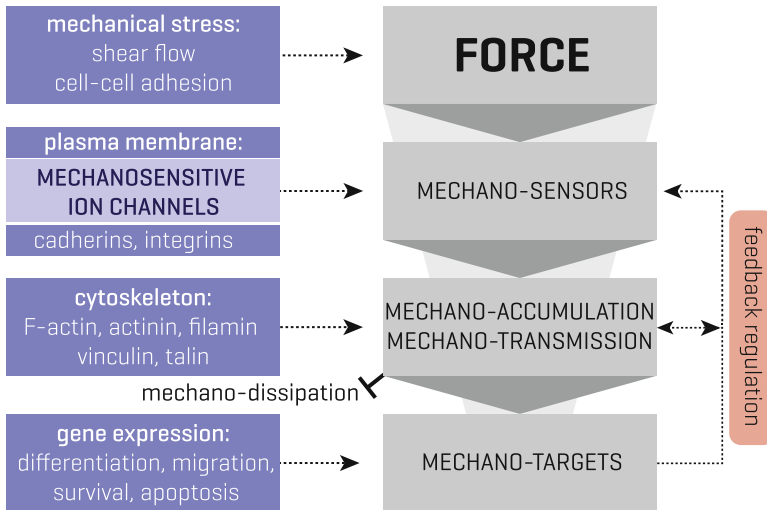 mechanical stress:
shear flow
cell-cell adhesion
FORCE
plasma membrane:
MECHANOSENSITIVE
ION CHANNELS
cadherins, integrins
MECHANO-SENSORS
cytoskeleton:
F-actin, actinin, filamin
vinculin, talin
MECHANO-ACCUMULATION
MECHANO-TRANSMISSION
mechano-dissipation
gene expression:
differentiation, migration,
survival, apoptosis
MECHANO-TARGETS
feedback regulation